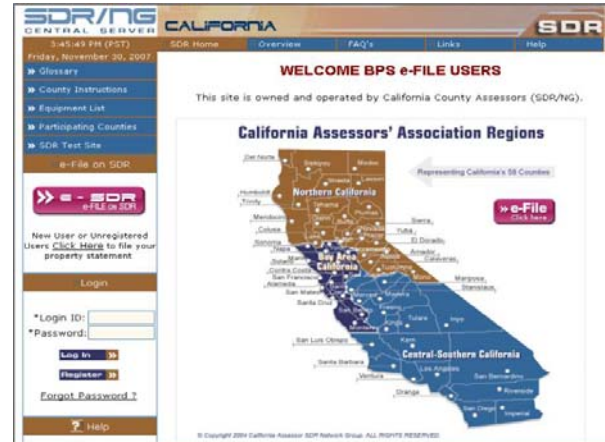 SDR/NG
CENTRAL SERVER
CALIFORNIA
SDR
3:45:49 PM (PST)
Friday, November 30, 2007
SDR Home
Overview
FAQ's
Links
Help
Glossary
County Instructions
Equipment List
Participating Counties
SDR Test Site
e-File on SDR
e - SDR
e-FILE on SDR
New User or Unregistered
Users Click Here to file your
property statement
Login
*Login ID:
*Password:
Log In
Register
Forgot Password ?
? Help
WELCOME BPS e-FILE USERS
This site is owned and operated by California County Assessors (SDR/NG).
California Assessors' Association Regions
Representing California's 58 Counties
e-File
Click here
Del Norte
Siskiyou
Modoc
Shasta
Lassen
Humboldt
Trinity
Tehama
Northern California
Mendocino
Colusa
Sonoma
Napa
Marin
Solano
Contra Costa
San Francisco
Alameda
San Mateo
Santa Cruz
Bay Area
California
Sierra
Yuba
El Dorado
Amador
Calaveras
Mariposa
Stanislaus
Merced
Madera
Fresno
Monterey
Kings
Tulare
Inyo
San Luis Obispo
Kern
Central-Southern California
Santa Barbara
Ventura
Los Angeles
San Bernardino
Orange
Riverside
San Diego
Imperial
© Copyright 2004 California Assessor SDR Network Group. ALL RIGHTS RESERVED.